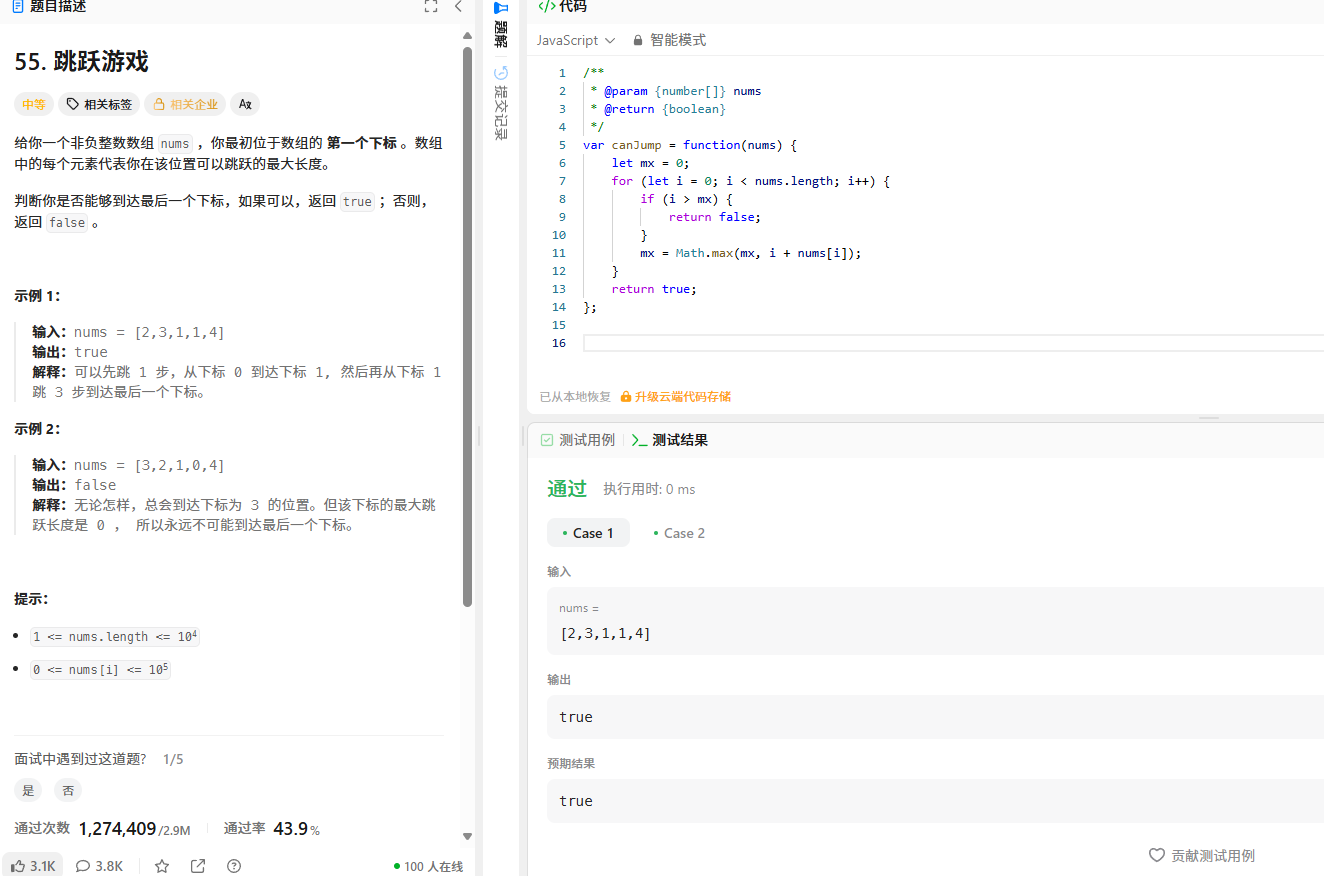 题目描述
55. 跳跃游戏
中等 相关标签 相关企业 Aあ
给你一个非负整数数组 nums ，你最初位于数组的 第一个下标 。数组
中的每个元素代表你在该位置可以跳跃的最大长度。
判断你是否能够到达最后一个下标，如果可以，返回 true ；否则，
返回 false 。
示例 1：
输入：nums = [2,3,1,1,4]
输出：true
解释：可以先跳 1 步，从下标 0 到达下标 1, 然后再从下标 1
跳 3 步到达最后一个下标。
示例 2：
输入：nums = [3,2,1,0,4]
输出：false
解释：无论怎样，总会到达下标为 3 的位置。但该下标的最大跳
跃长度是 0 ， 所以永远不可能到达最后一个下标。
提示：
1 <= nums.length <= 10⁴
0 <= nums[i] <= 10⁵
面试中遇到过这道题? 1/5
是 否
通过次数 1,274,409/2.9M 通过率 43.9%
3.1K 3.8K 100 人在线
题解
提交记录
</> 代码
JavaScript 智能模式
1 /**
2  * @param {number[]} nums
3  * @return {boolean}
4  */
5 var canJump = function(nums) {
6     let mx = 0;
7     for (let i = 0; i < nums.length; i++) {
8         if (i > mx) {
9             return false;
10         }
11         mx = Math.max(mx, i + nums[i]);
12     }
13     return true;
14 };
15
16
已从本地恢复 升级云端代码存储
测试用例 >_ 测试结果
通过 执行用时: 0 ms
Case 1 Case 2
输入
nums =
[2,3,1,1,4]
输出
true
预期结果
true
贡献测试用例